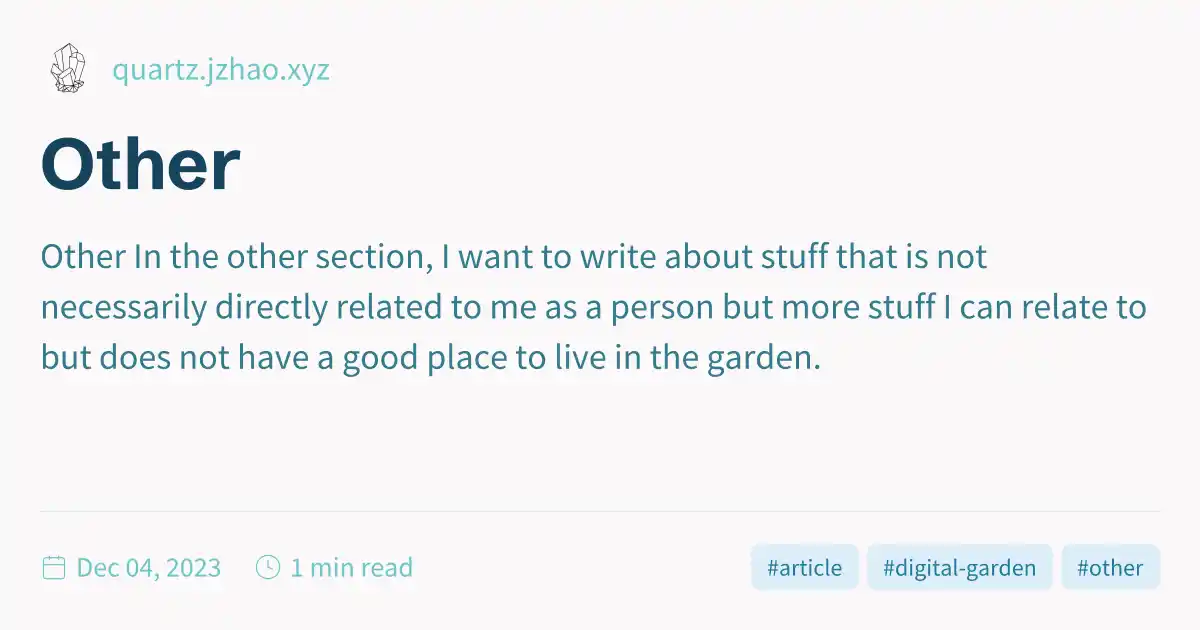 quartz.jzhao.xyz
Other
Other In the other section, I want to write about stuff that is not
necessarily directly related to me as a person but more stuff I can relate to
but does not have a good place to live in the garden.
Dec 04, 2023 1 min read #article #digital-garden #other